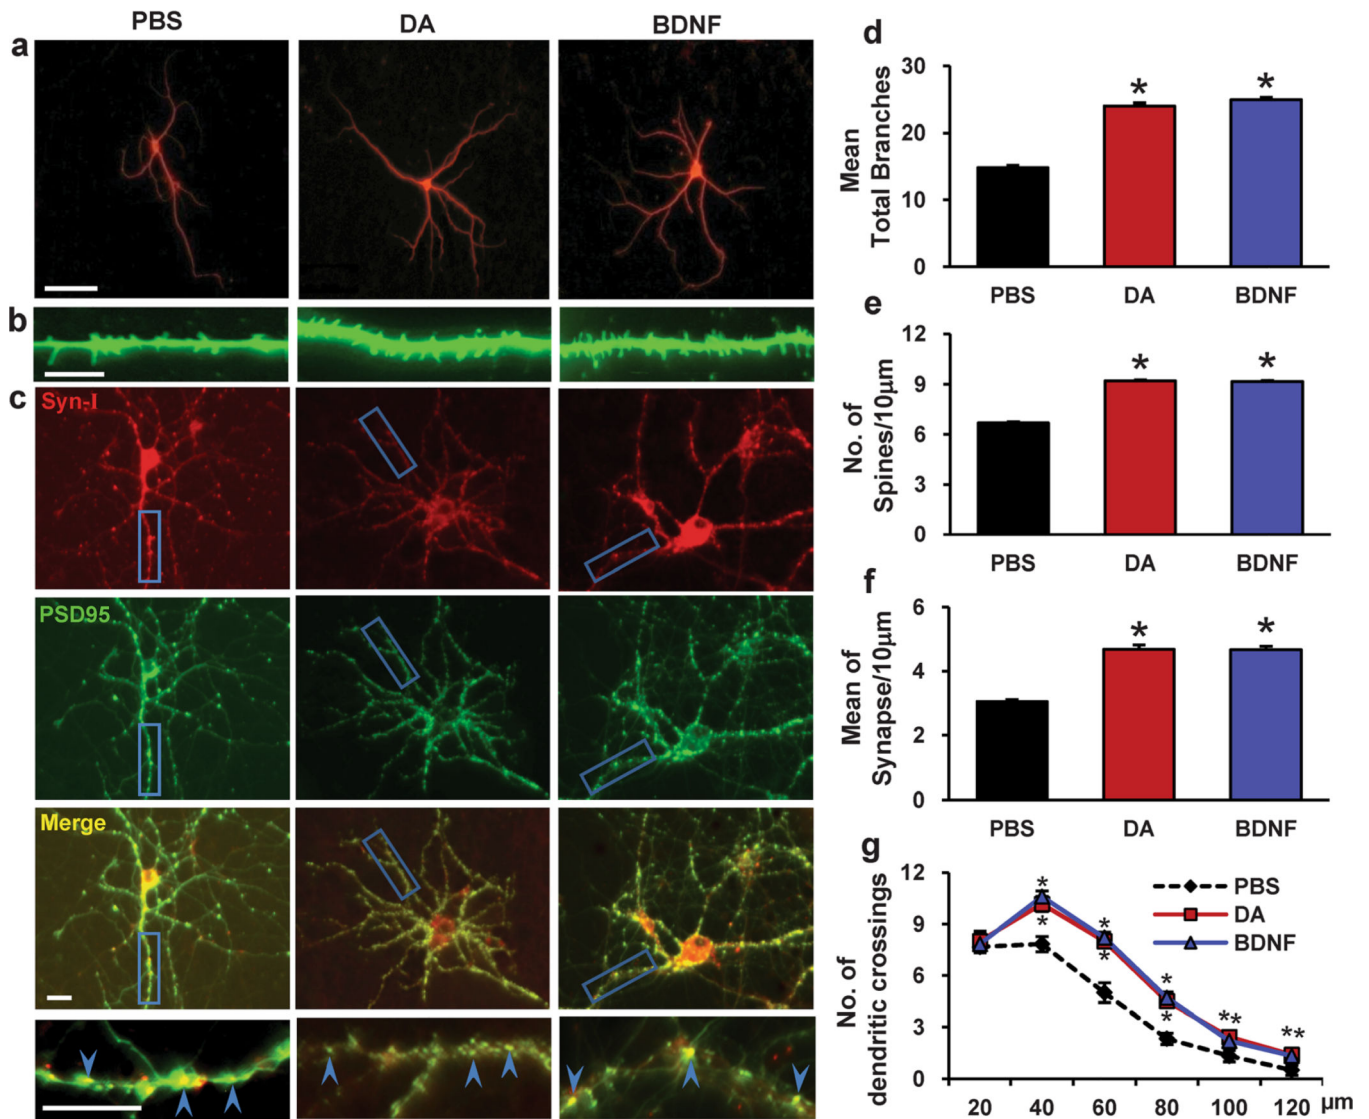 PBS DA BDNF
a
b
c
Syn-I
PSD95
Merge
d
30
20
10
0
Mean
Total Branches
* *
PBS DA BDNF
e
12
9
6
3
0
No. of
Spines/10µm
* *
PBS DA BDNF
f
6
4
2
0
Mean of
Synapse/10µm
* *
PBS DA BDNF
g
12
9
6
3
0
No. of
dendritic crossings
PBS
DA
BDNF
*
*
*
*
*
*
**
**
20 40 60 80 100 120 µm